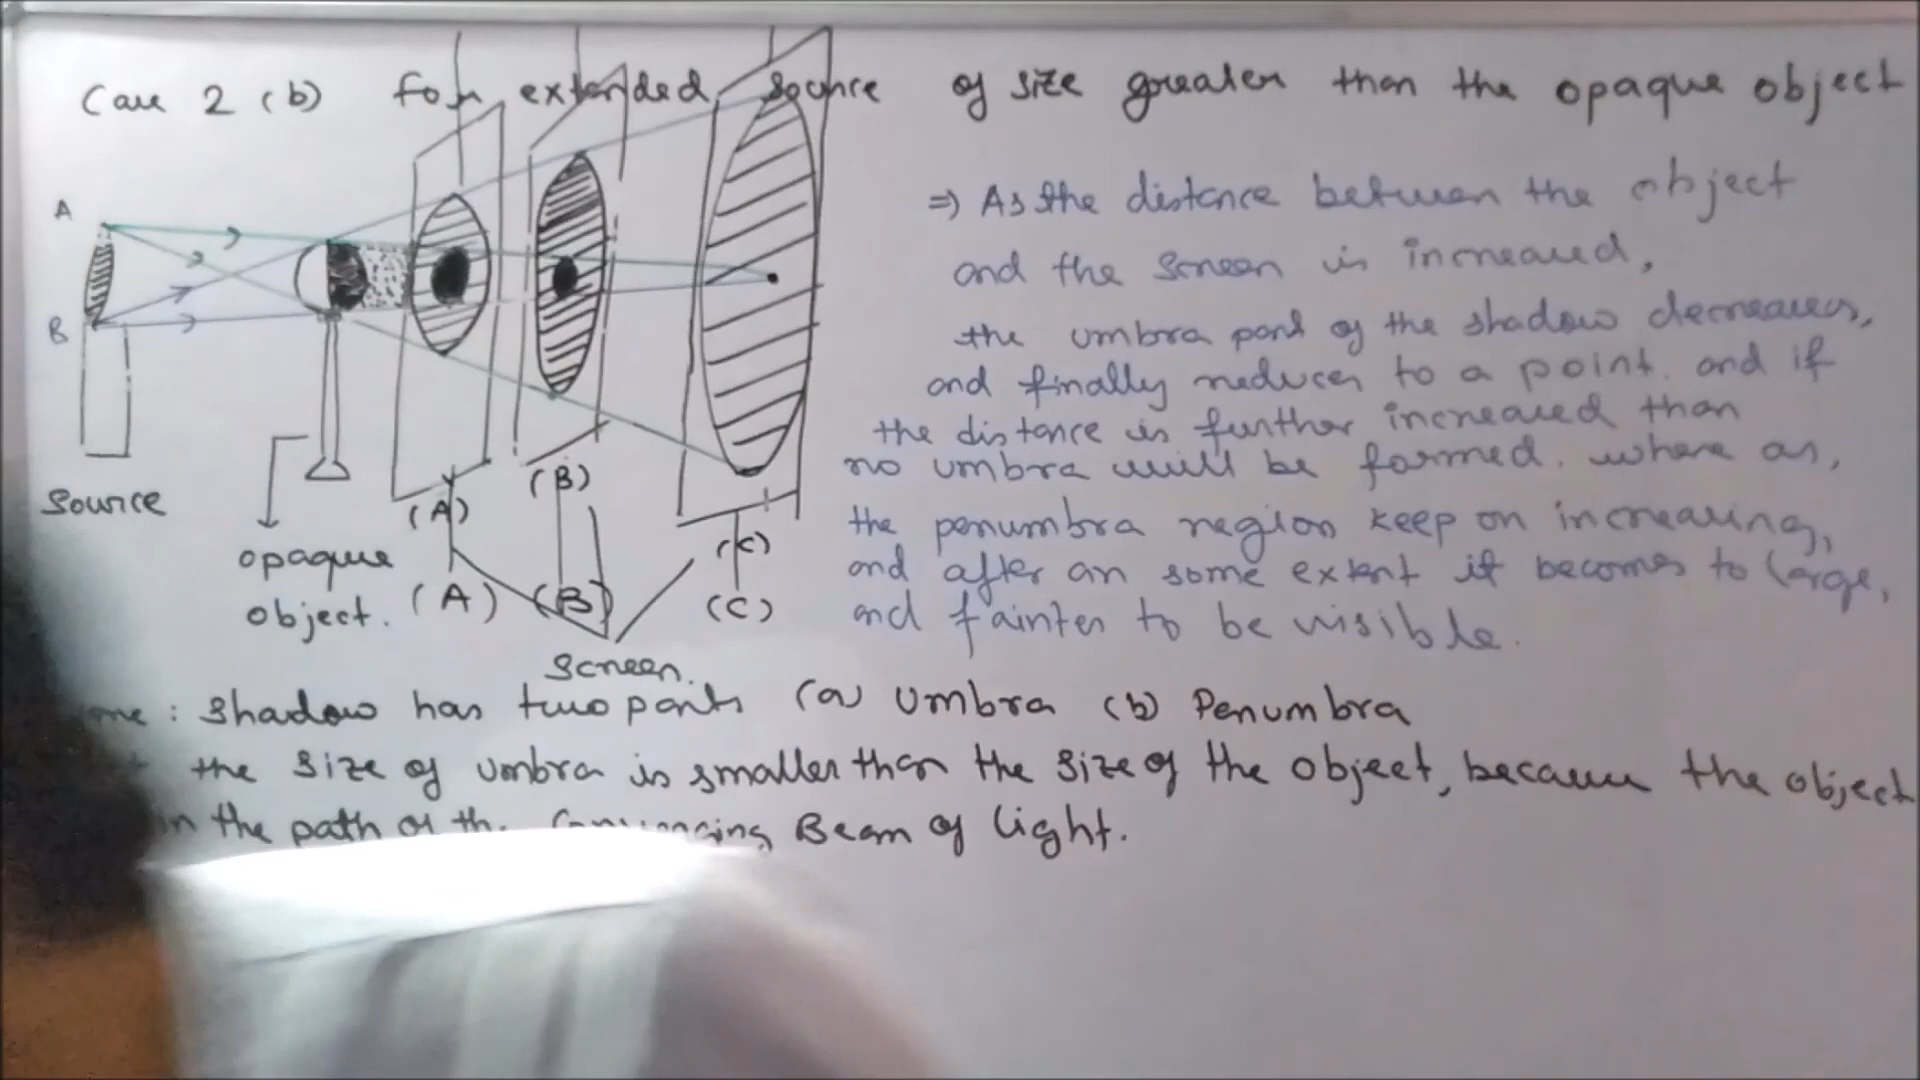 Case 2 (b) for extended source of size greater than the opaque object
A
B
Source
opaque
object.
(A)
(B)
(C)
(A)
(B)
(C)
Screen.
⇒ As the distance between the object
and the screen is increased,
the umbra part of the shadow decreases,
and finally reduces to a point. and if
the distance is further increased than
no umbra will be formed. where as,
the penumbra region keep on increasing,
and after an some extent it becomes to large,
and fainter to be visible.
: Shadow has two parts (a) Umbra (b) Penumbra
the size of umbra is smaller than the size of the object, because the object
in the path of Beam of light.